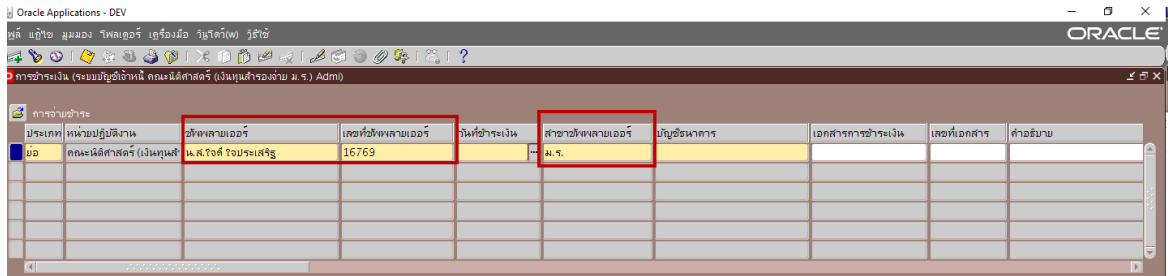 Oracle Applications - DEV
ฟล์ แก้ไข มุมมอง โฟลเดอร์ เครื่องมือ วินโดว์(W) วิธีใช้
ORACLE
การชำระเงิน (ระบบบัญชีเจ้าหนี้ คณะนิติศาสตร์ (เงินทุนสำรองจ่าย ม.ร.) Admi)
การจ่ายชำระ
ประเภท หน่วยปฏิบัติงาน ซัพพลายเออร์ เลขที่ซัพพลายเออร์ วันที่ชำระเงิน สาขาซัพพลายเออร์ บัญชีธนาคาร เอกสารการชำระเงิน เลขที่เอกสาร คำอธิบาย
ย่อ คณะนิติศาสตร์ (เงินทุนสำ น.ส.ใจดี ใจประเสริฐ 16769 ... ม.ร.